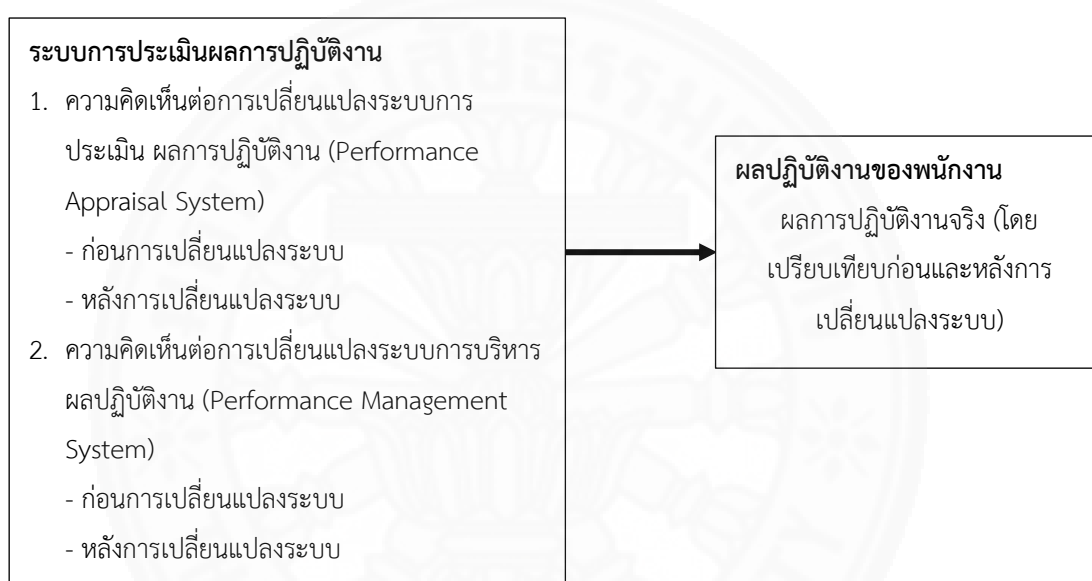 ระบบการประเมินผลการปฏิบัติงาน
1. ความคิดเห็นต่อการเปลี่ยนแปลงระบบการ
ประเมิน ผลการปฏิบัติงาน (Performance
Appraisal System)
- ก่อนการเปลี่ยนแปลงระบบ
- หลังการเปลี่ยนแปลงระบบ
2. ความคิดเห็นต่อการเปลี่ยนแปลงระบบการบริหาร
ผลปฏิบัติงาน (Performance Management
System)
- ก่อนการเปลี่ยนแปลงระบบ
- หลังการเปลี่ยนแปลงระบบ
ผลปฏิบัติงานของพนักงาน
ผลการปฏิบัติงานจริง (โดย
เปรียบเทียบก่อนและหลังการ
เปลี่ยนแปลงระบบ)